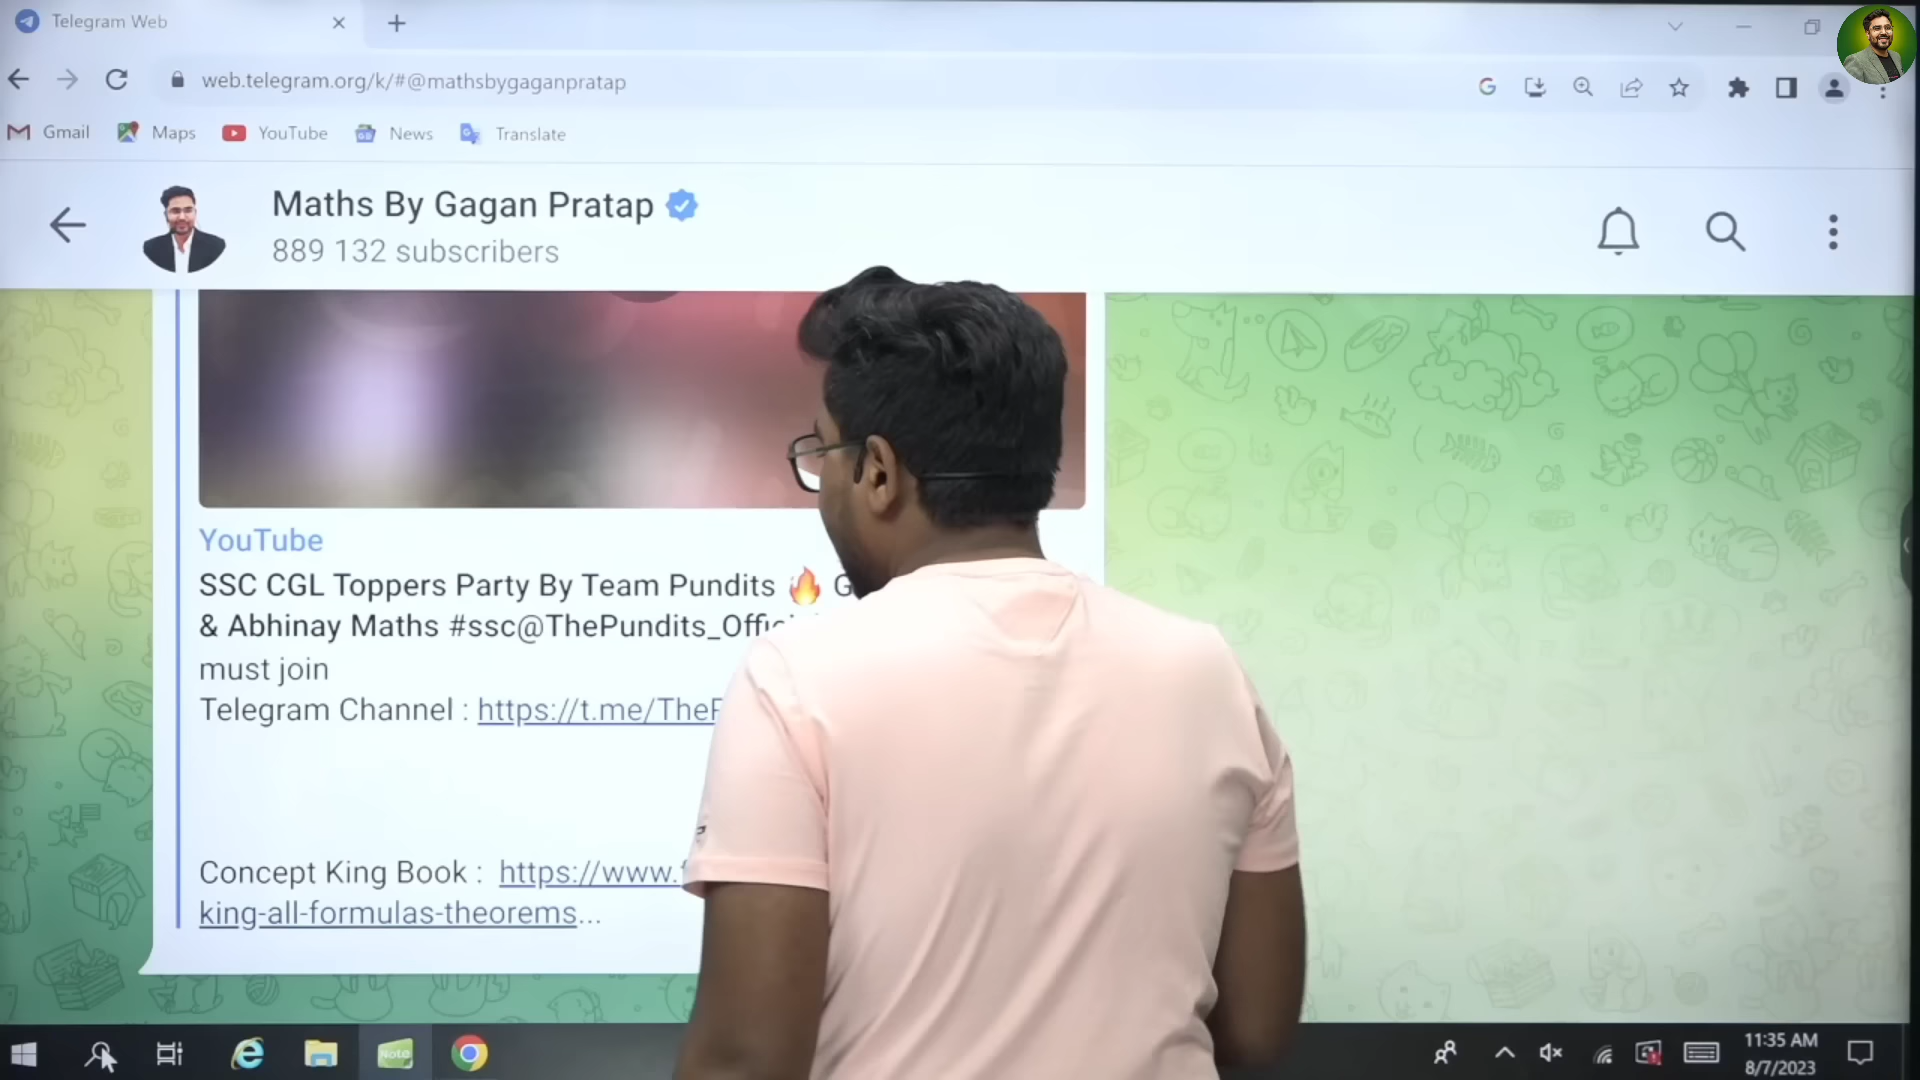 Telegram Web
web.telegram.org/k/#@mathsbygaganpratap
Gmail
Maps
YouTube
News
Translate
Maths By Gagan Pratap
889 132 subscribers
YouTube
SSC CGL Toppers Party By Team Pundits 🔥
& Abhinay Maths #ssc@ThePundits_
must join
Telegram Channel : https://t.me/
Concept King Book : https://www.
king-all-formulas-theorems...
Note
11:35 AM
8/7/2023